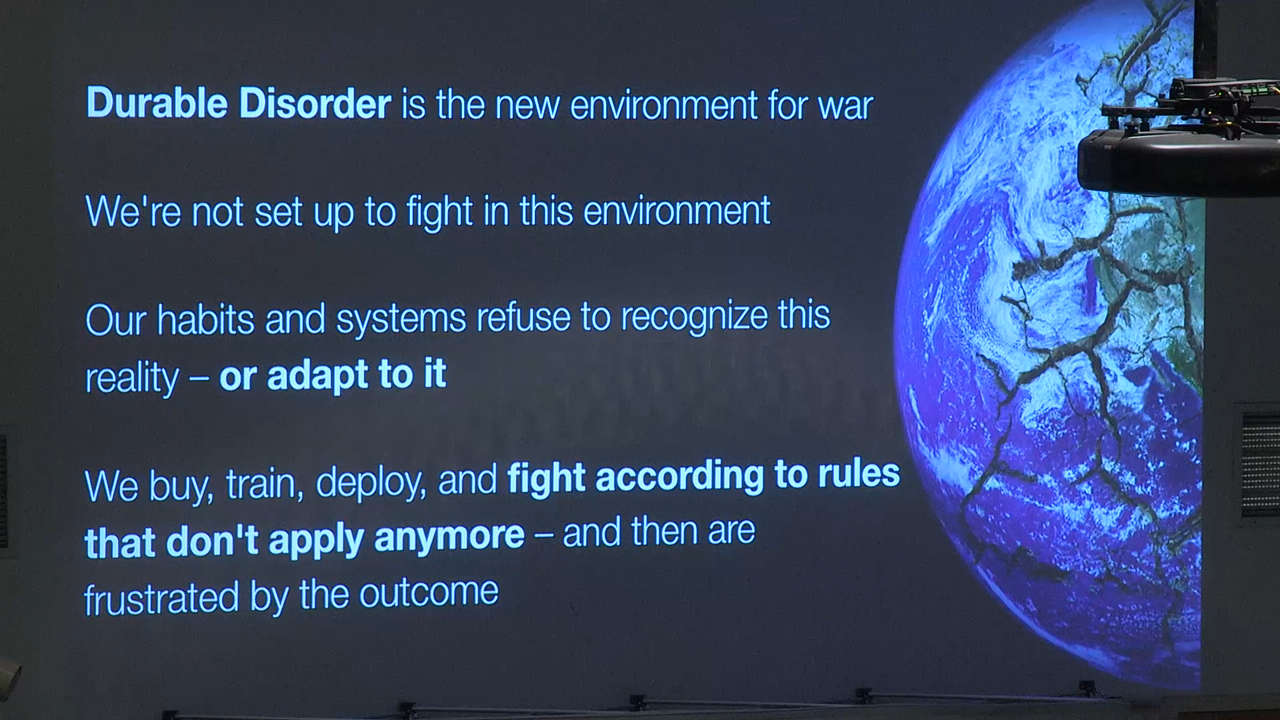 Durable Disorder is the new environment for war
We're not set up to fight in this environment
Our habits and systems refuse to recognize this
reality – or adapt to it
We buy, train, deploy, and fight according to rules
that don't apply anymore – and then are
frustrated by the outcome